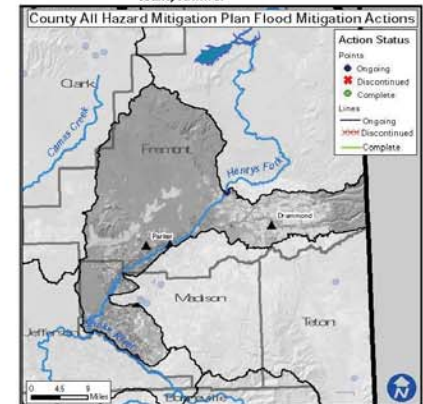 County All Hazard Mitigation Plan Flood Mitigation Actions
Action Status
Points
Ongoing
Discontinued
Complete
Lines
Ongoing
Discontinued
Complete
Clark
Camas Creek
Fremont
Henrys Fork
Drummond
Parker
Madison
Teton
Jefferson
Bonneville
0 4.5 9
Miles
N